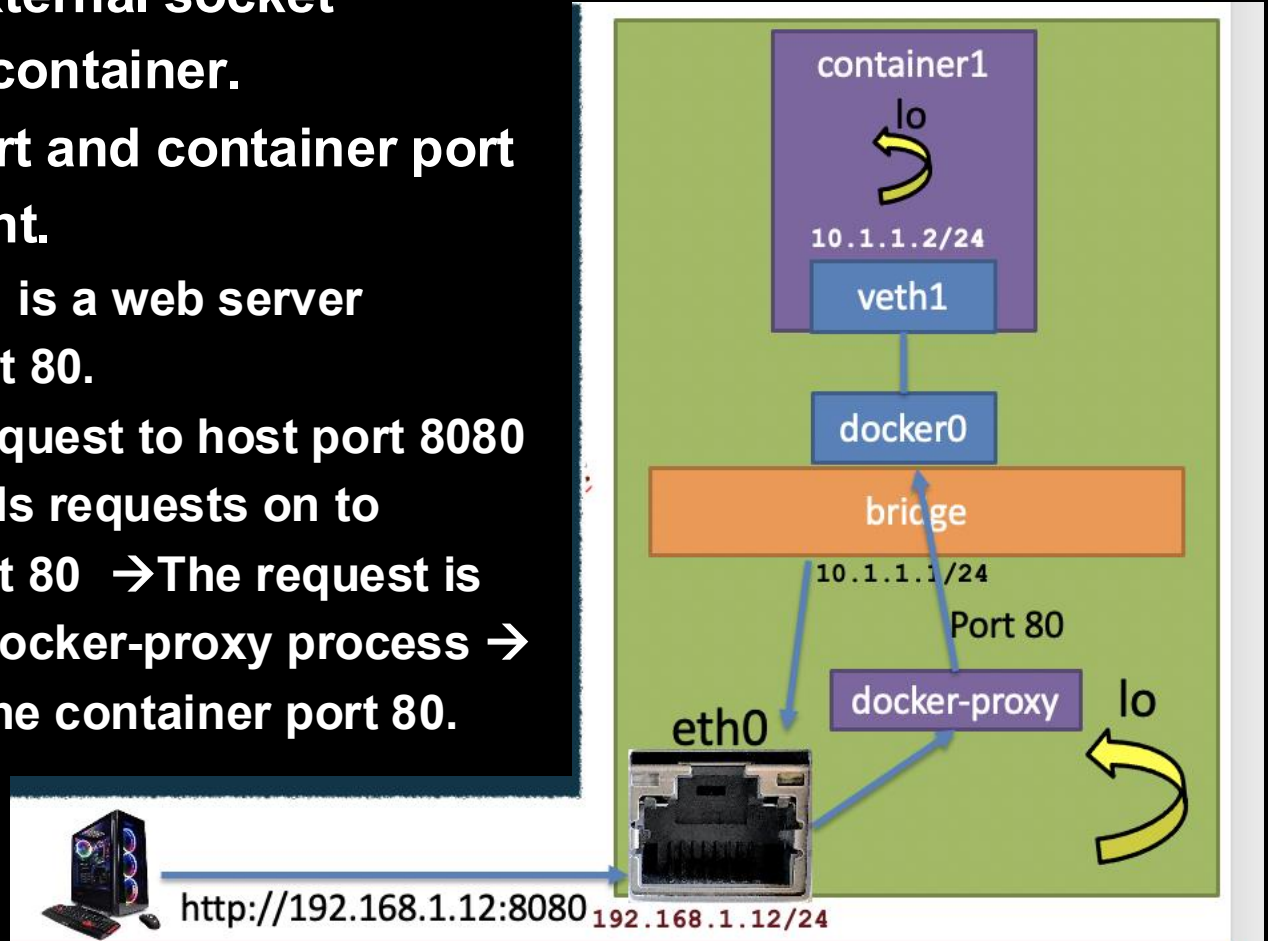 container.
rt and container port
nt.
is a web server
t 80.
quest to host port 8080
ls requests on to
t 80 →The request is
ocker-proxy process →
ne container port 80.
container1
lo
10.1.1.2/24
veth1
docker0
bridge
10.1.1.1/24
Port 80
docker-proxy
lo
eth0
http://192.168.1.12:8080
192.168.1.12/24